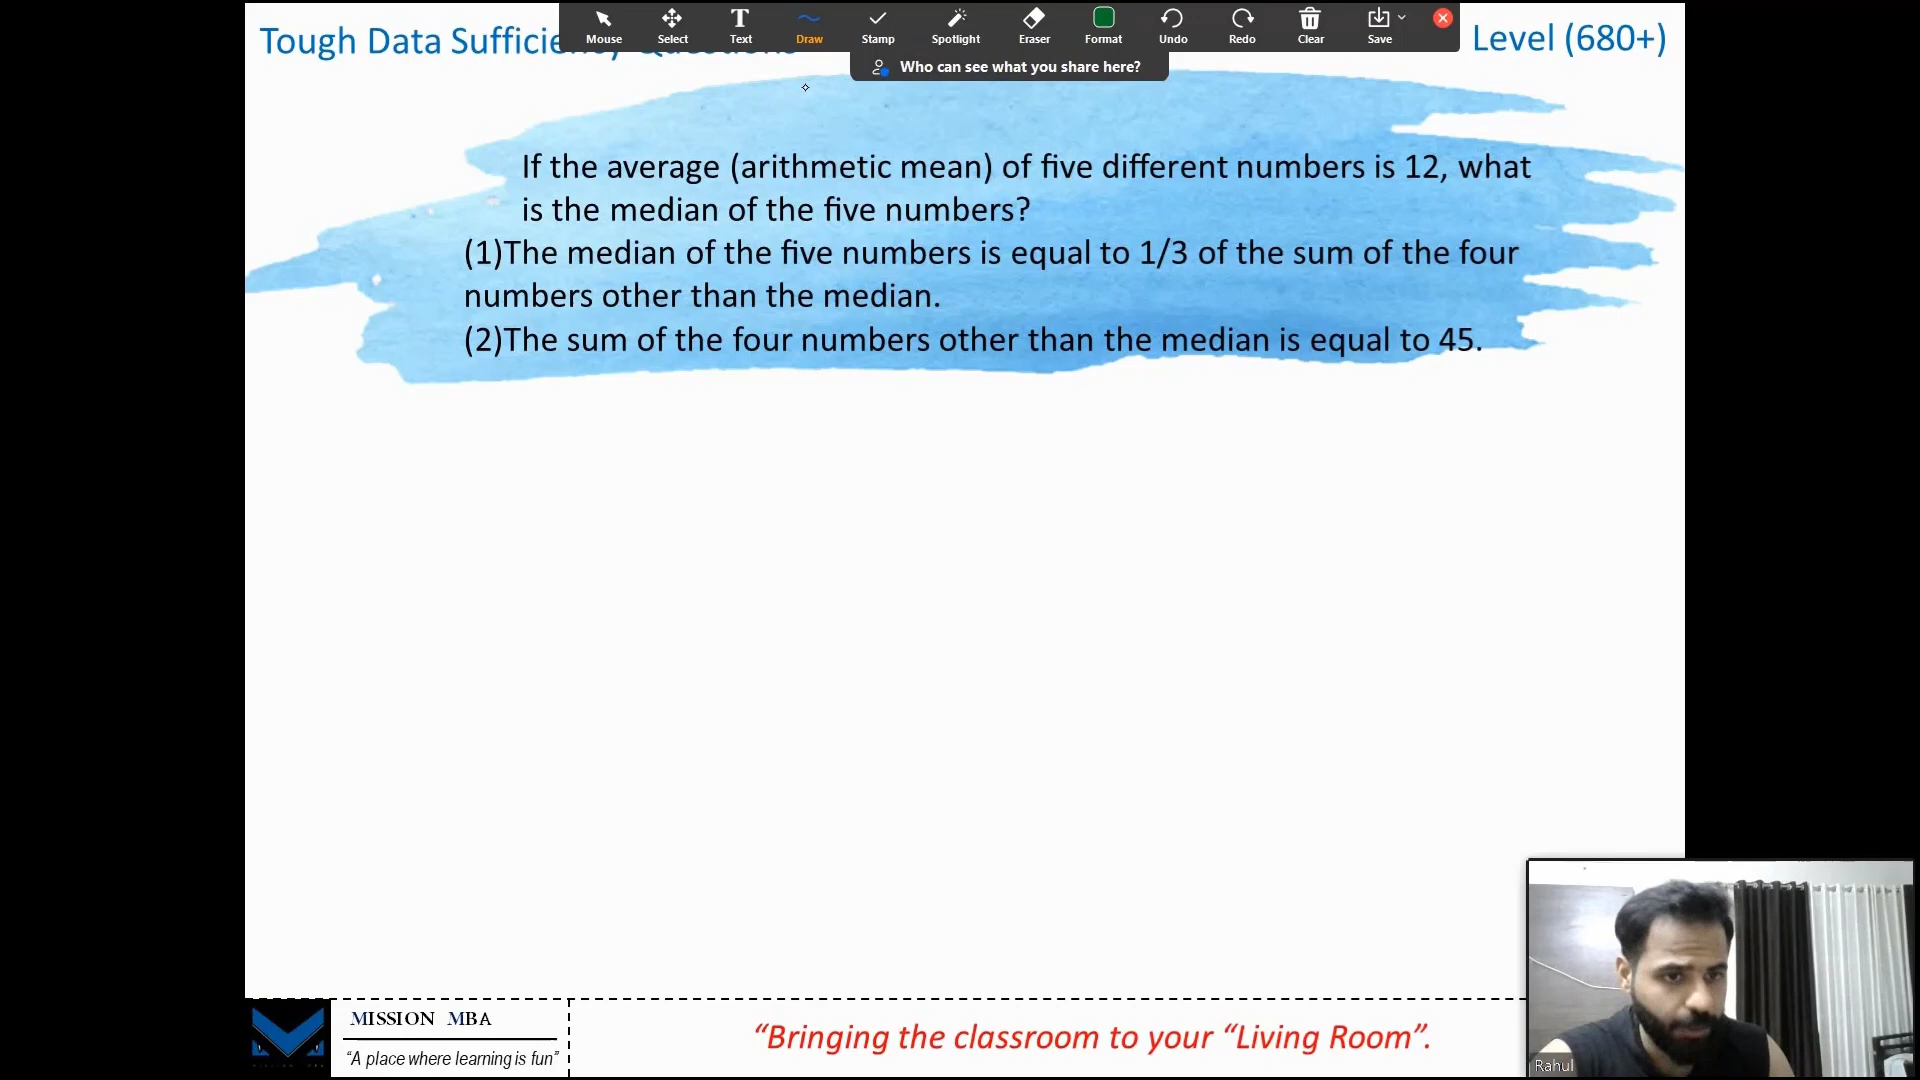 Tough Data Sufficiency Questions
Mouse
Select
Text
Draw
Stamp
Spotlight
Eraser
Format
Undo
Redo
Clear
Save
Level (680+)
Who can see what you share here?
If the average (arithmetic mean) of five different numbers is 12, what
is the median of the five numbers?
(1)The median of the five numbers is equal to 1/3 of the sum of the four
numbers other than the median.
(2)The sum of the four numbers other than the median is equal to 45.
MISSION MBA
“A place where learning is fun”
“Bringing the classroom to your “Living Room”.
Rahul